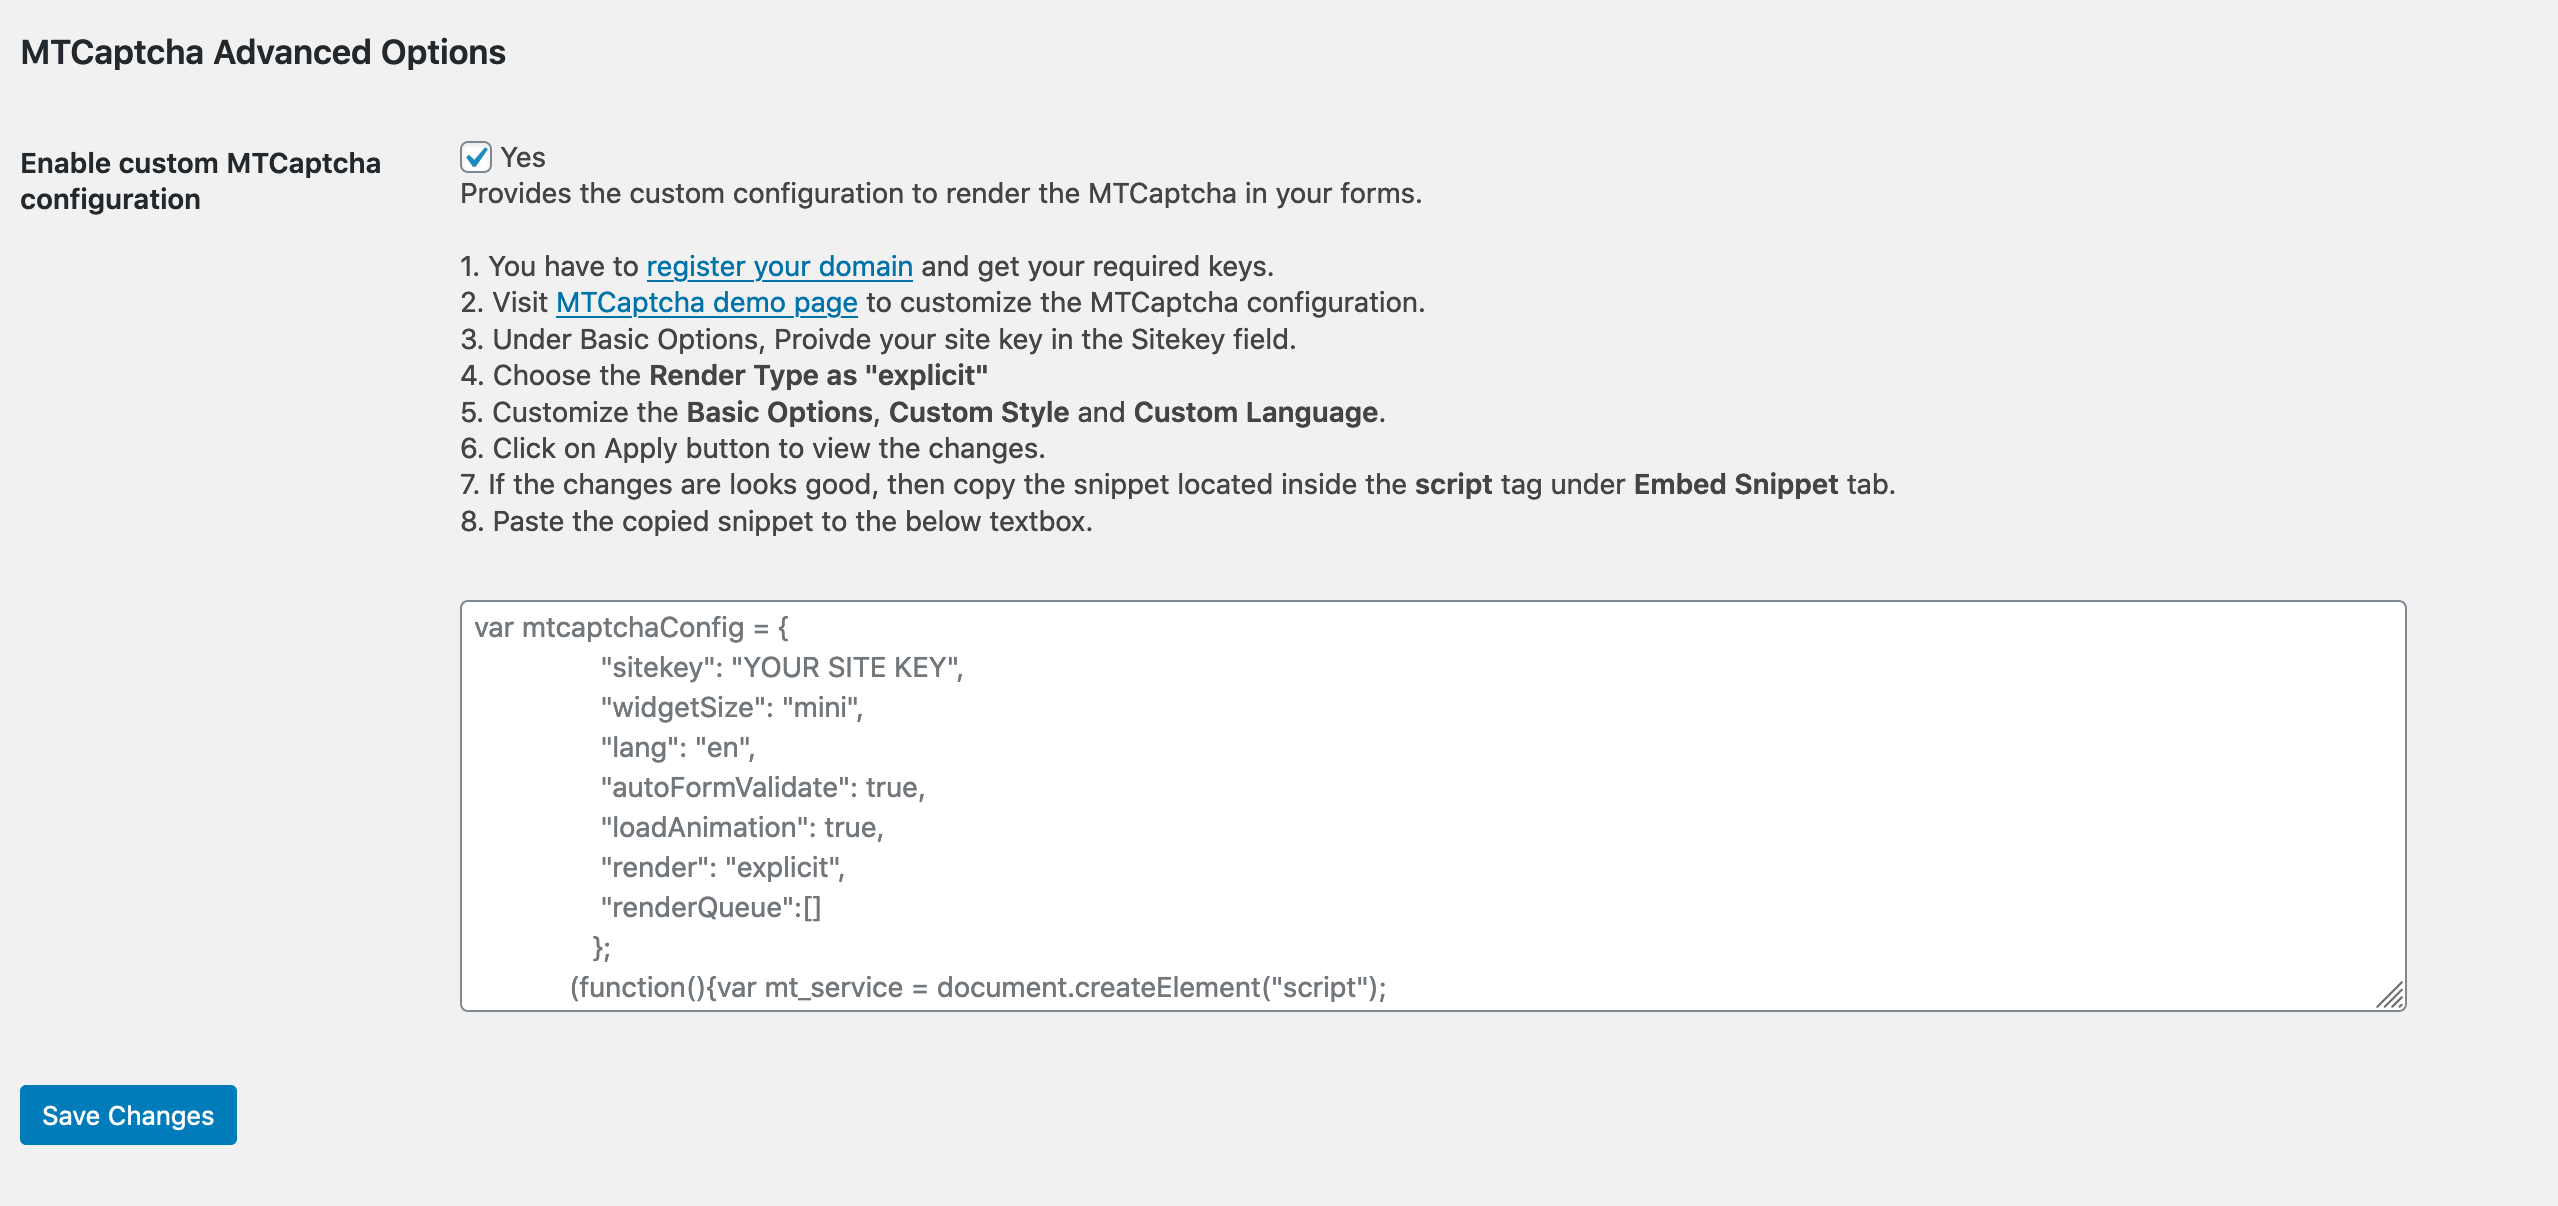 MTCaptcha Advanced Options
Enable custom MTCaptcha
configuration
Yes
Provides the custom configuration to render the MTCaptcha in your forms.
1. You have to register your domain and get your required keys.
2. Visit MTCaptcha demo page to customize the MTCaptcha configuration.
3. Under Basic Options, Proivde your site key in the Sitekey field.
4. Choose the Render Type as "explicit"
5. Customize the Basic Options, Custom Style and Custom Language.
6. Click on Apply button to view the changes.
7. If the changes are looks good, then copy the snippet located inside the script tag under Embed Snippet tab.
8. Paste the copied snippet to the below textbox.
var mtcaptchaConfig = {
"sitekey": "YOUR SITE KEY",
"widgetSize": "mini",
"lang": "en",
"autoFormValidate": true,
"loadAnimation": true,
"render": "explicit",
"renderQueue":[]
};
(function(){var mt_service = document.createElement("script");
Save Changes